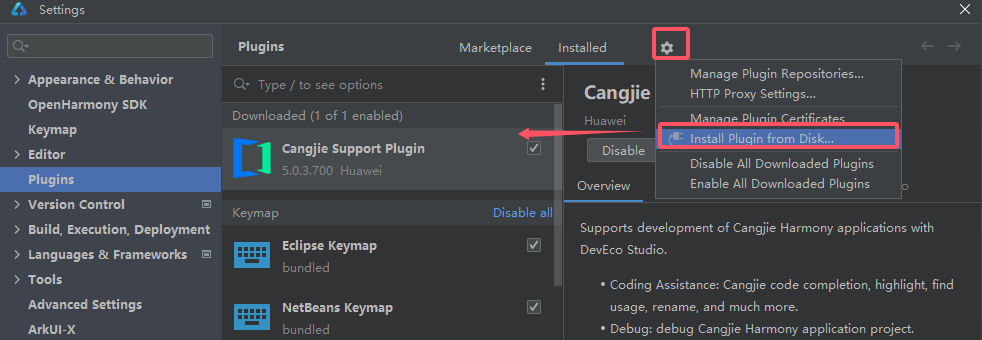 Settings
Plugins
Marketplace
Installed
Appearance & Behavior
OpenHarmony SDK
Keymap
Editor
Plugins
Version Control
Build, Execution, Deployment
Languages & Frameworks
Tools
Advanced Settings
ArkUI-X
Type / to see options
Downloaded (1 of 1 enabled)
Cangjie Support Plugin
5.0.3.700 Huawei
Keymap Disable all
Eclipse Keymap
bundled
NetBeans Keymap
bundled
Cangjie
Huawei
Disable
Manage Plugin Repositories...
HTTP Proxy Settings...
Manage Plugin Certificates
Install Plugin from Disk...
Disable All Downloaded Plugins
Enable All Downloaded Plugins
Overview
Supports development of Cangjie Harmony applications with
DevEco Studio.
• Coding Assistance: Cangjie code completion, highlight, find
usage, rename, and much more.
• Debug: debug Cangjie Harmony application project.